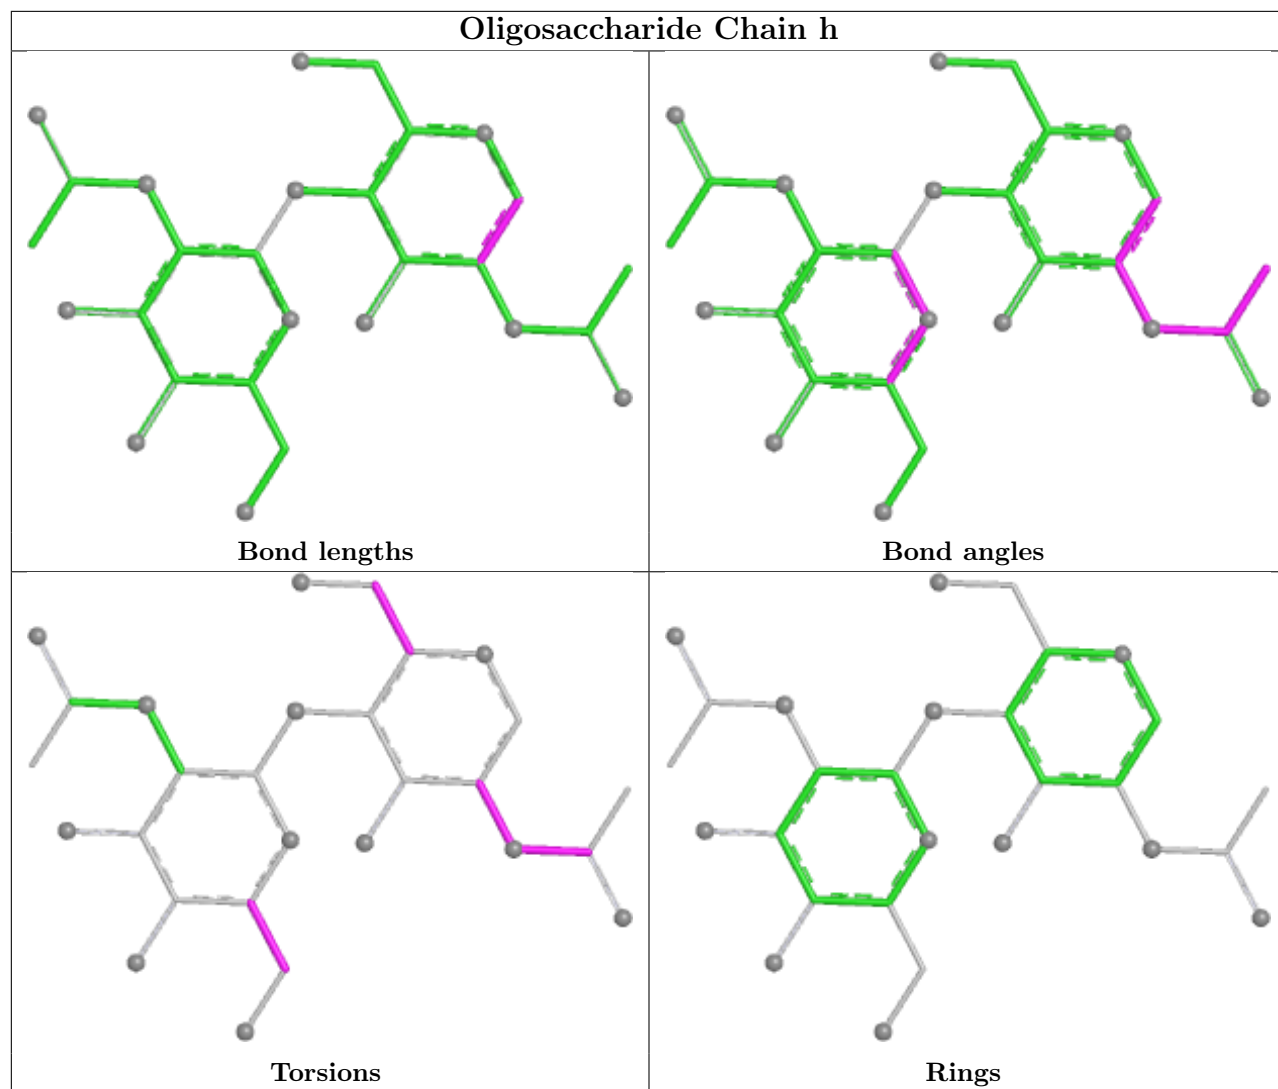 Oligosaccharide Chain h
Bond lengths
Bond angles
Torsions
Rings